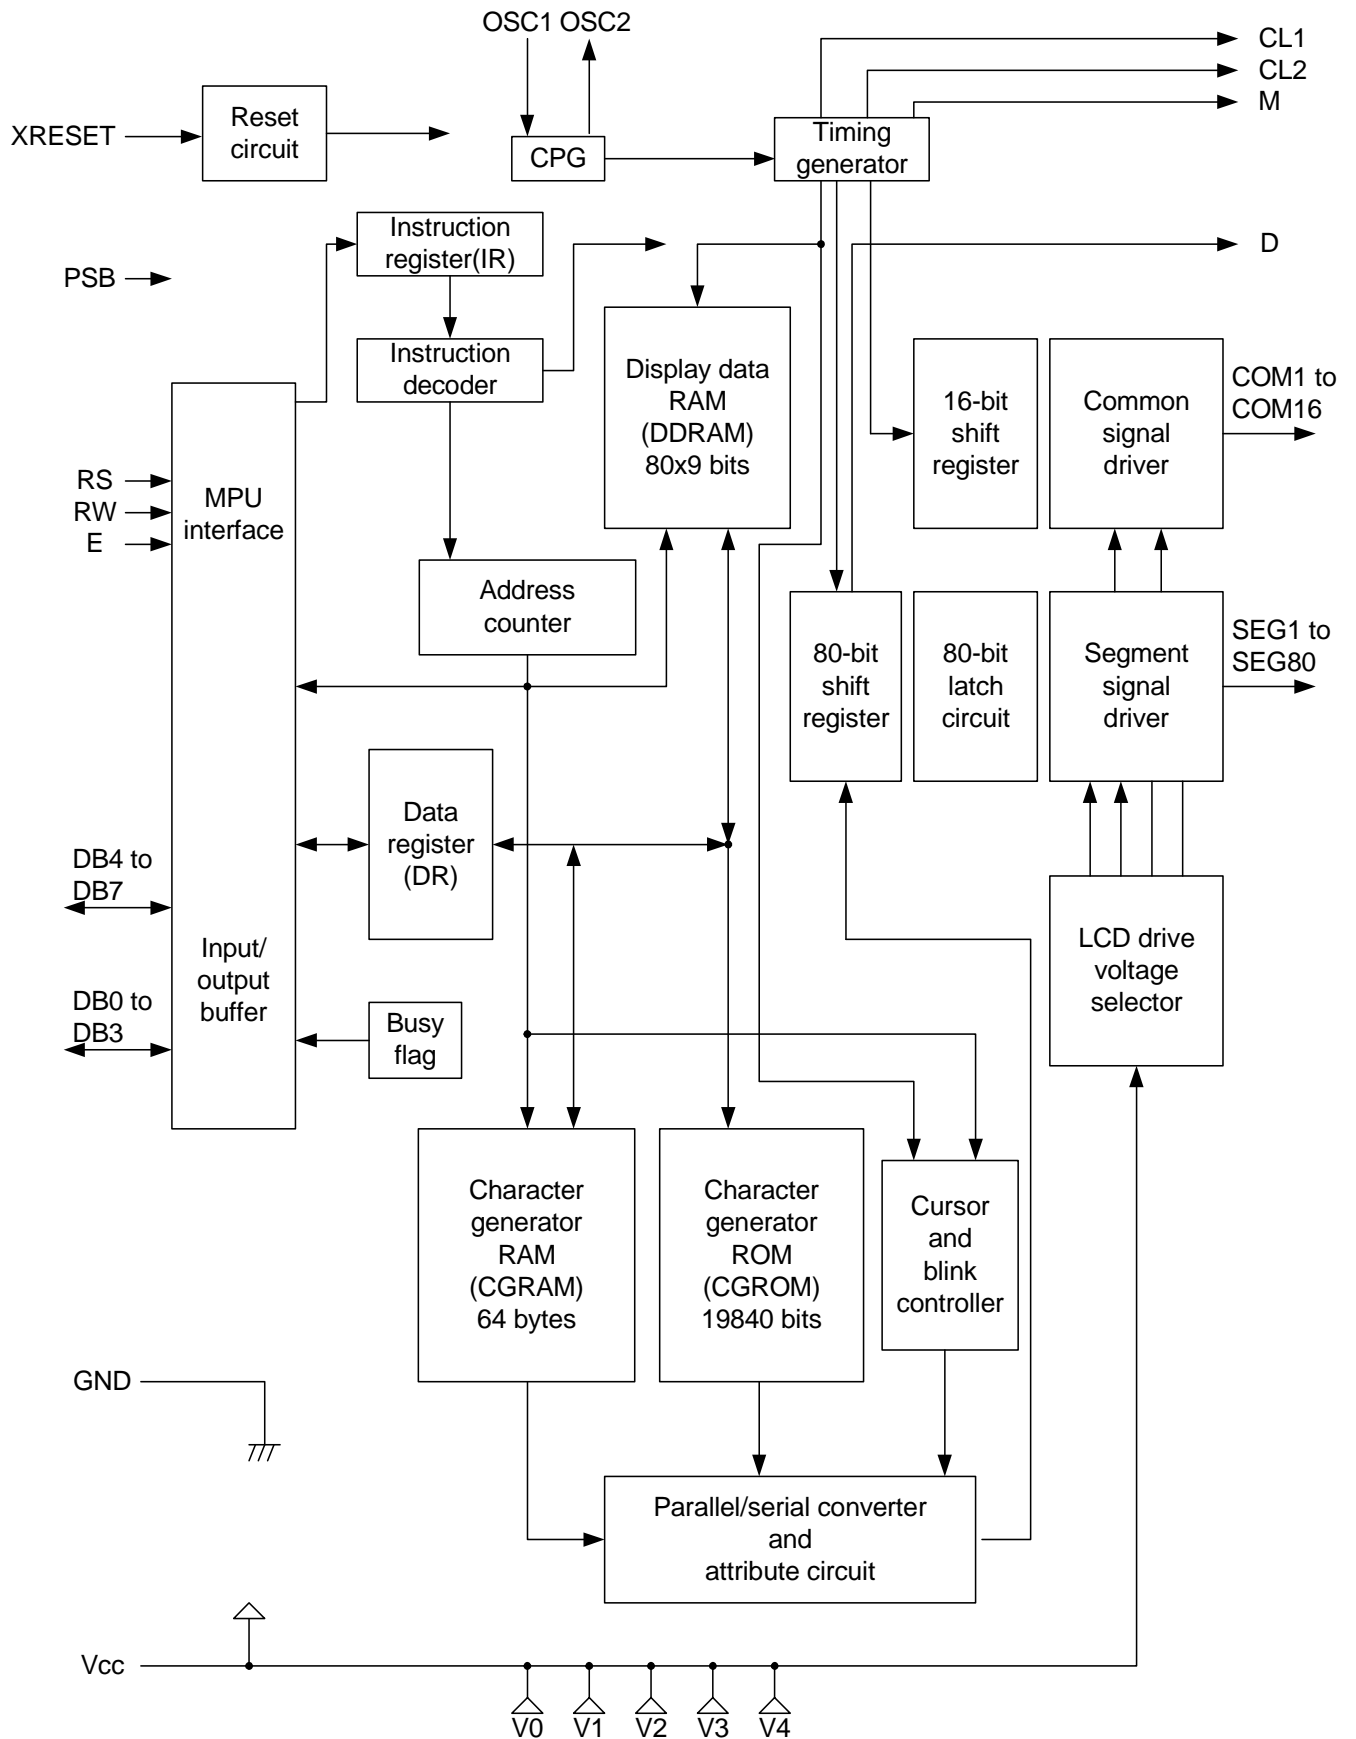 OSC1 OSC2
CL1
CL2
M
XRESET
Reset
circuit
CPG
Timing
generator
Instruction
register(IR)
D
PSB
Instruction
decoder
Display data
RAM
(DDRAM)
80x9 bits
16-bit
shift
register
Common
signal
driver
COM1 to
COM16
RS
RW
E
MPU
interface
Address
counter
80-bit
shift
register
80-bit
latch
circuit
Segment
signal
driver
SEG1 to
SEG80
Data
register
(DR)
DB4 to
DB7
Input/
output
buffer
LCD drive
voltage
selector
DB0 to
DB3
Busy
flag
Character
generator
RAM
(CGRAM)
64 bytes
Character
generator
ROM
(CGROM)
19840 bits
Cursor
and
blink
controller
GND
Parallel/serial converter
and
attribute circuit
Vcc
V0 V1 V2 V3 V4